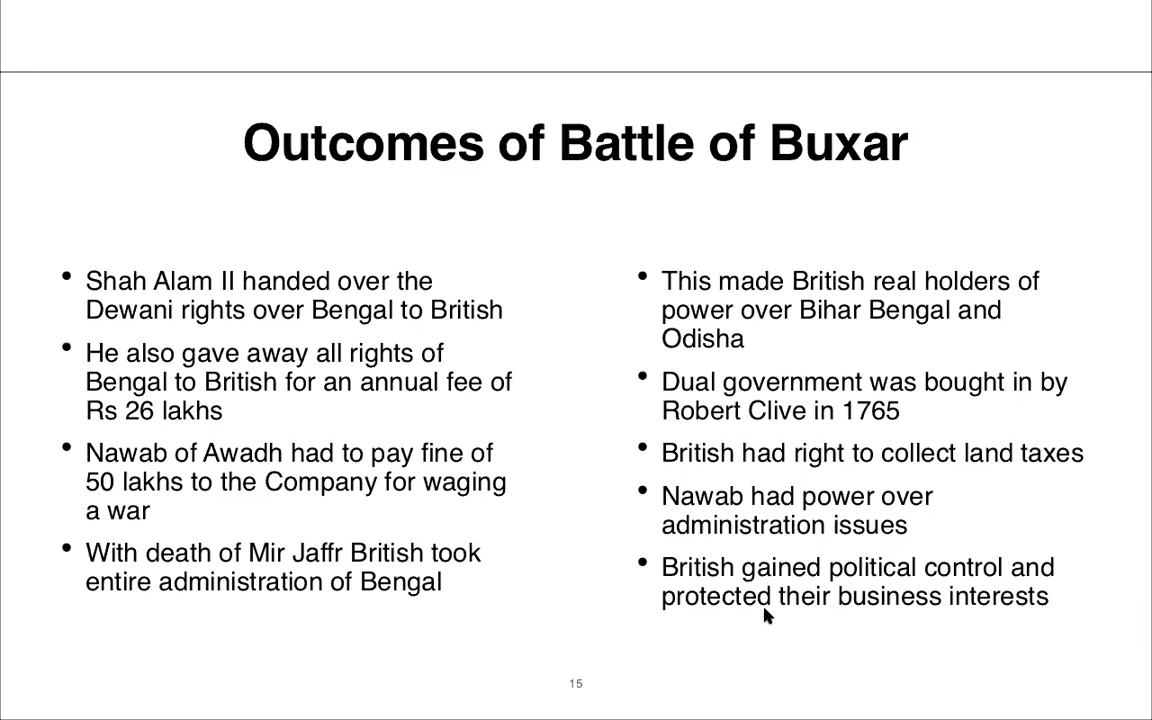 Outcomes of Battle of Buxar
• Shah Alam II handed over the
Dewani rights over Bengal to British
• He also gave away all rights of
Bengal to British for an annual fee of
Rs 26 lakhs
• Nawab of Awadh had to pay fine of
50 lakhs to the Company for waging
a war
• With death of Mir Jaffr British took
entire administration of Bengal
• This made British real holders of
power over Bihar Bengal and
Odisha
• Dual government was bought in by
Robert Clive in 1765
• British had right to collect land taxes
• Nawab had power over
administration issues
• British gained political control and
protected their business interests
15